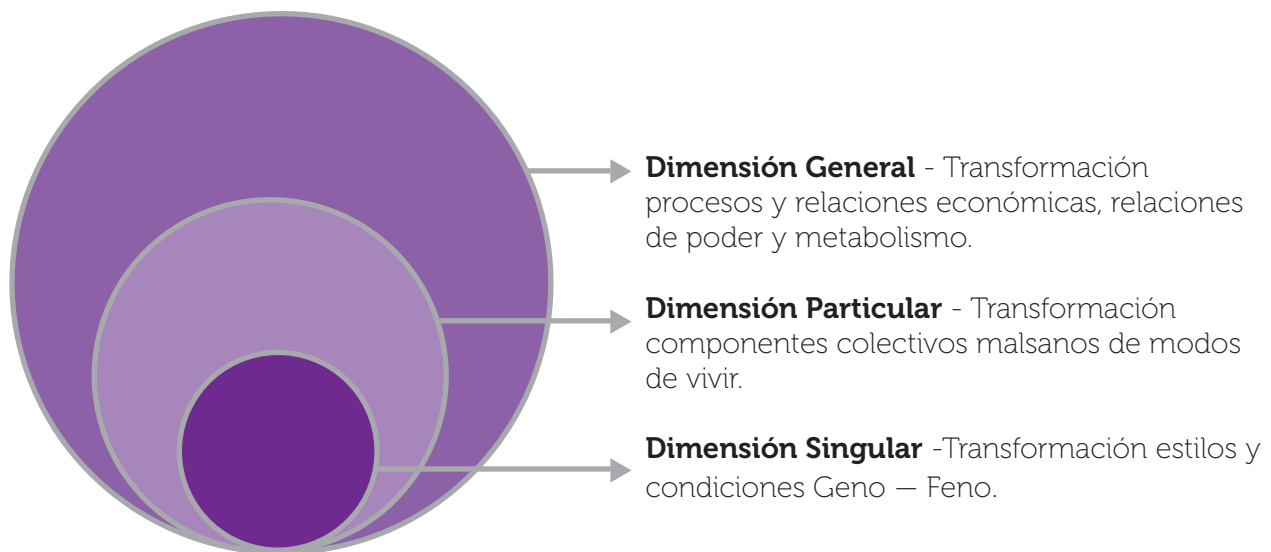 Dimensión General - Transformación
procesos y relaciones económicas, relaciones
de poder y metabolismo.
Dimensión Particular - Transformación
componentes colectivos malsanos de modos
de vivir.
Dimensión Singular -Transformación estilos y
condiciones Geno — Feno.